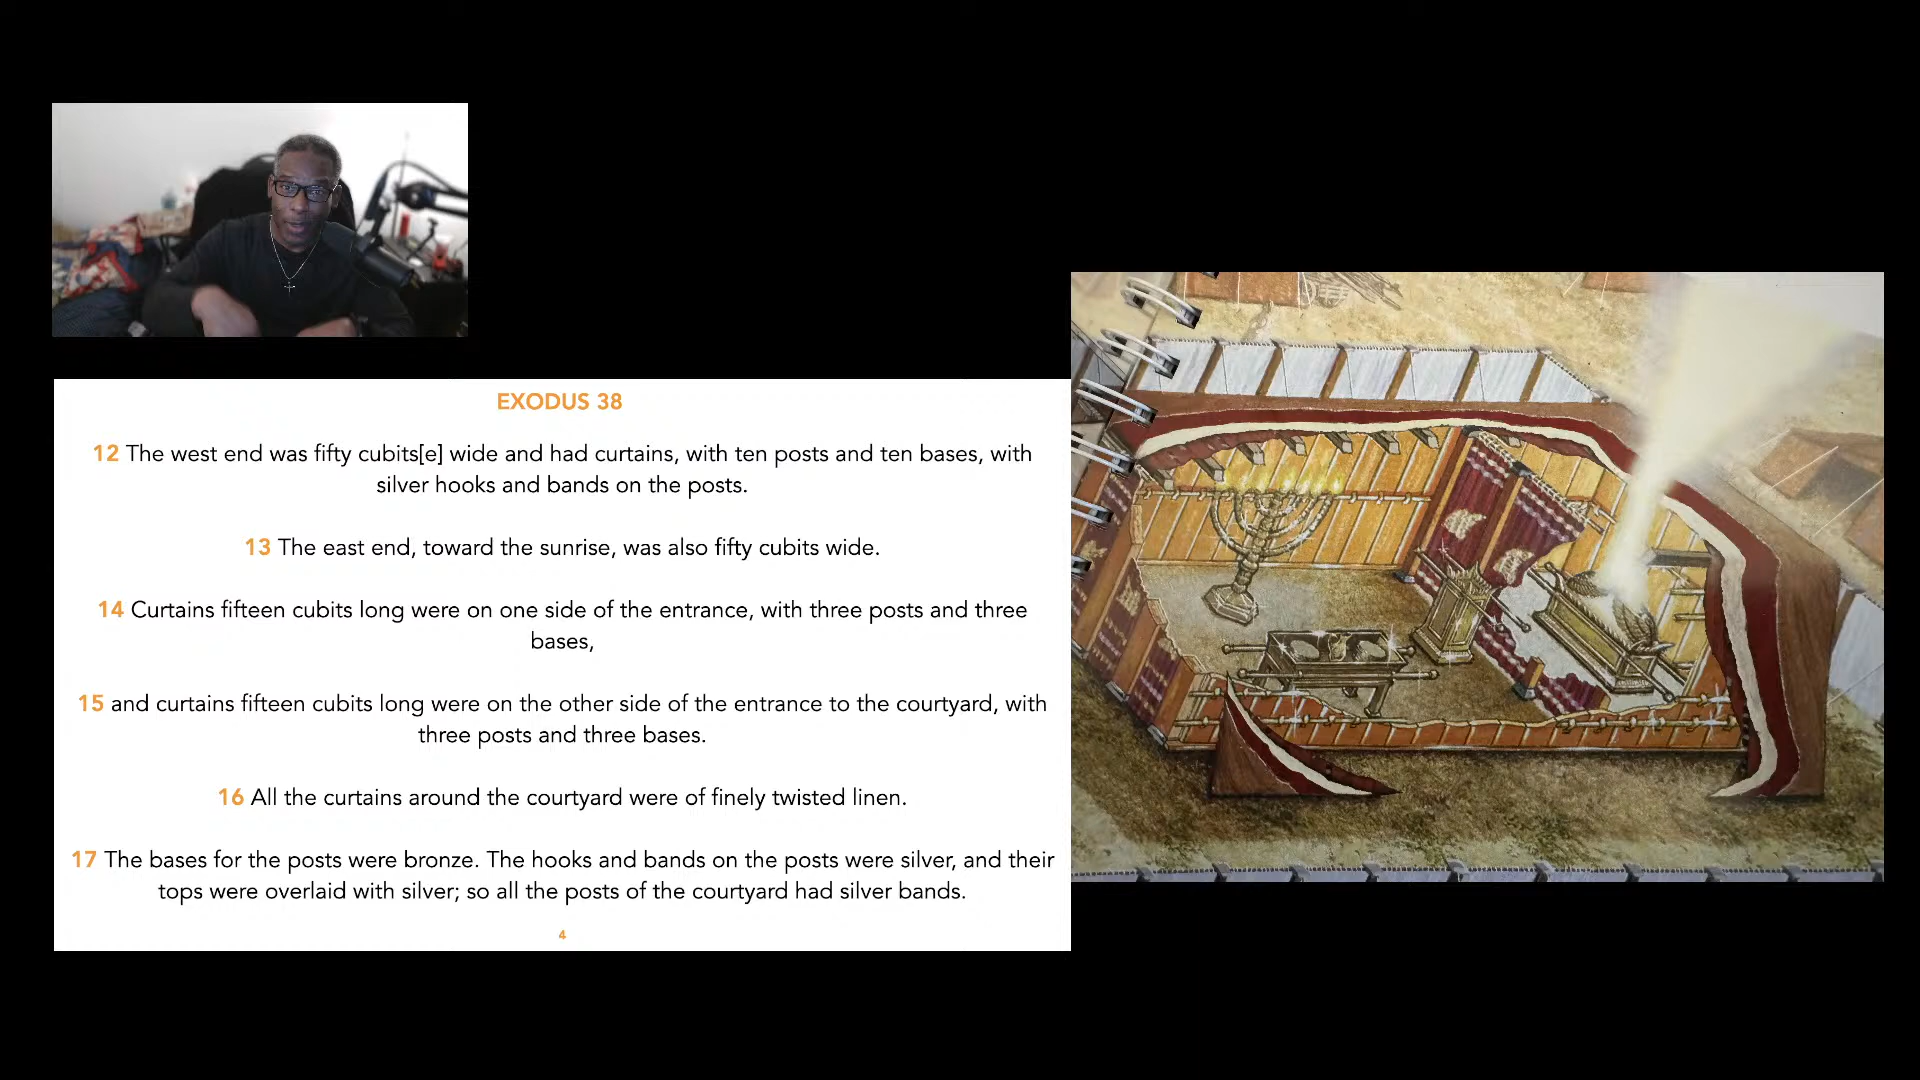 EXODUS 38
12 The west end was fifty cubits[e] wide and had curtains, with ten posts and ten bases, with
silver hooks and bands on the posts.
13 The east end, toward the sunrise, was also fifty cubits wide.
14 Curtains fifteen cubits long were on one side of the entrance, with three posts and three
bases,
15 and curtains fifteen cubits long were on the other side of the entrance to the courtyard, with
three posts and three bases.
16 All the curtains around the courtyard were of finely twisted linen.
17 The bases for the posts were bronze. The hooks and bands on the posts were silver, and their
tops were overlaid with silver; so all the posts of the courtyard had silver bands.
4